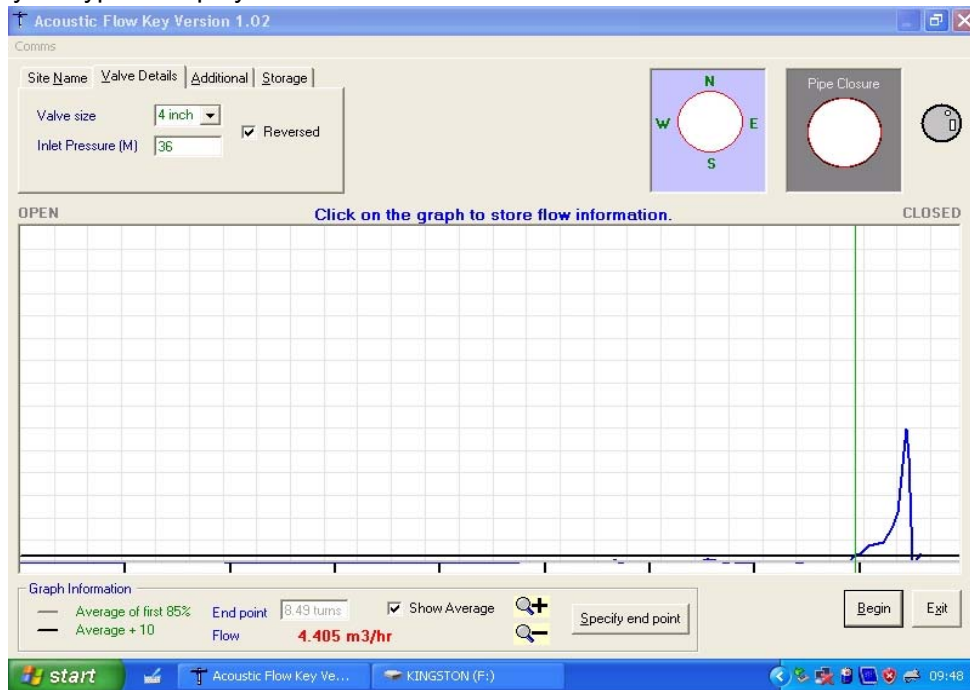 Acoustic Flow Key Version 1.02
Comms
Site Name Valve Details Additional Storage
Valve size 4 inch
Reversed
Inlet Pressure (M) 36
N
W E
S
Pipe Closure
OPEN Click on the graph to store flow information. CLOSED
Graph Information
Average of first 85%
Average + 10
End point 8.49 turns
Flow 4.405 m3/hr
Show Average
Specify end point
Begin Exit
start Acoustic Flow Key Ve... KINGSTON (F:) 09:48